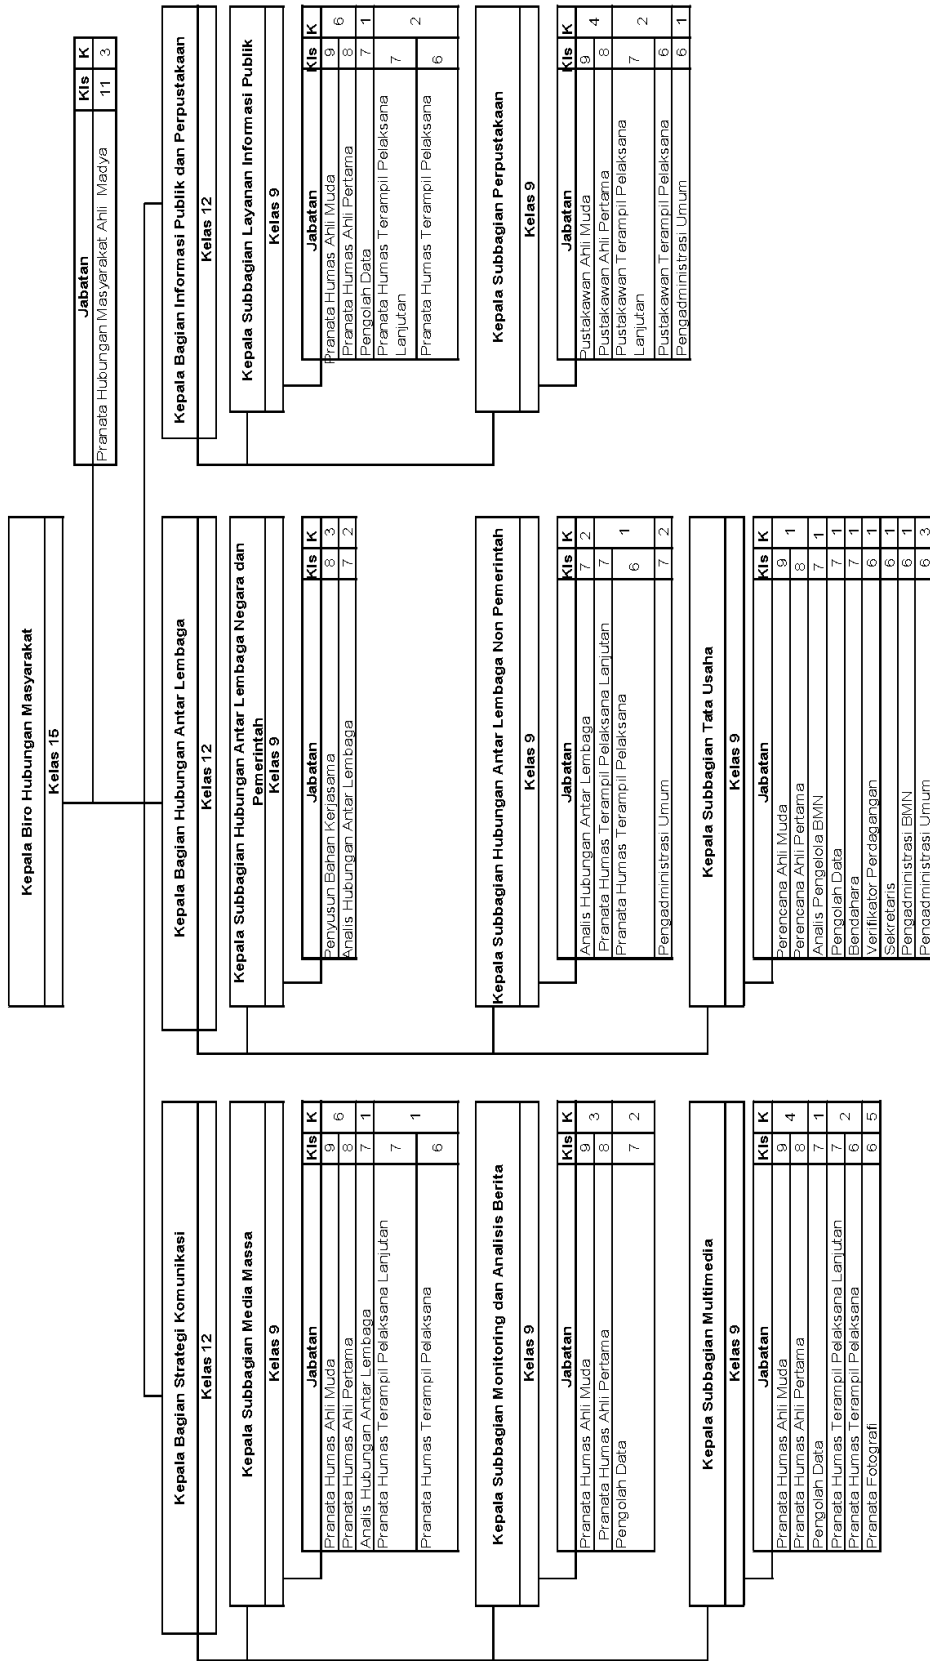 Kepala Biro Hubungan Masyarakat
Kelas 15
Jabatan Kls K
Pranata Hubungan Masyarakat Ahli Madya 11 3
Kepala Bagian Strategi Komunikasi
Kelas 12
Kepala Subbagian Media Massa
Kelas 9
Jabatan Kls K
Pranata Humas Ahli Muda 9 6
Pranata Humas Ahli Pertama 8
Analis Hubungan Antar Lembaga 7 1
Pranata Humas Terampil Pelaksana Lanjutan 7 1
Pranata Humas Terampil Pelaksana 6
Kepala Subbagian Monitoring dan Analisis Berita
Kelas 9
Jabatan Kls K
Pranata Humas Ahli Muda 9 3
Pranata Humas Ahli Pertama 8
Pengolah Data 7 2
Kepala Subbagian Multimedia
Kelas 9
Jabatan Kls K
Pranata Humas Ahli Muda 9 4
Pranata Humas Ahli Pertama 8
Pengolah Data 7 1
Pranata Humas Terampil Pelaksana Lanjutan 7 2
Pranata Humas Terampil Pelaksana 6
Pranata Fotografi 6 5
Kepala Bagian Hubungan Antar Lembaga
Kelas 12
Kepala Subbagian Hubungan Antar Lembaga Negara dan
Pemerintah
Kelas 9
Jabatan Kls K
Penyusun Bahan Kerjasama 8 3
Analis Hubungan Antar Lembaga 7 2
Kepala Subbagian Hubungan Antar Lembaga Non Pemerintah
Kelas 9
Jabatan Kls K
Analis Hubungan Antar Lembaga 7 2
Pranata Humas Terampil Pelaksana Lanjutan 7 1
Pranata Humas Terampil Pelaksana 6
Pengadministrasi Umum 7 2
Kepala Subbagian Tata Usaha
Kelas 9
Jabatan Kls K
Perencana Ahli Muda 9 1
Perencana Ahli Pertama 8
Analis Pengelola BMN 7 1
Pengolah Data 7 1
Bendahara 7 1
Verifikator Perdagangan 6 1
Sekretaris 6 1
Pengadministrasi BMN 6 1
Pengadministrasi Umum 6 3
Kepala Bagian Informasi Publik dan Perpustakaan
Kelas 12
Kepala Subbagian Layanan Informasi Publik
Kelas 9
Jabatan Kls K
Pranata Humas Ahli Muda 9 6
Pranata Humas Ahli Pertama 8
Pengolah Data 7 1
Pranata Humas Terampil Pelaksana
Lanjutan 7 2
Pranata Humas Terampil Pelaksana 6
Kepala Subbagian Perpustakaan
Kelas 9
Jabatan Kls K
Pustakawan Ahli Muda 9 4
Pustakawan Ahli Pertama 8
Pustakawan Terampil Pelaksana
Lanjutan 7 2
Pustakawan Terampil Pelaksana 6
Pengadministrasi Umum 6 1